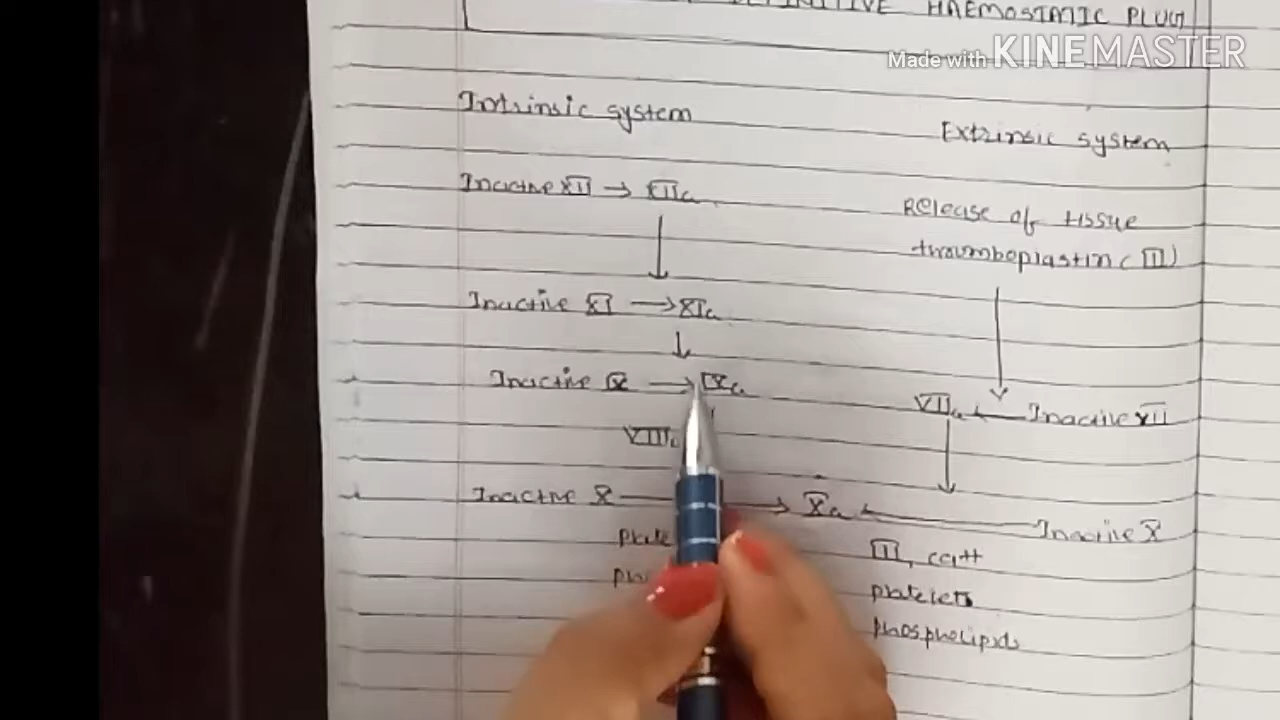 DEFINITIVE HAEMOSTATIC PLUG
Made with KINEMASTER
Intrinsic system
Extrinsic system
Inactive XII → XIIa
Release of tissue
thromboplastin (III)
Inactive XI → XIa
Inactive IX → IXa
VIIa ← Inactive VII
VIIIa
Inactive X → Xa ← Inactive X
III, Ca++
platelets
phospholipids